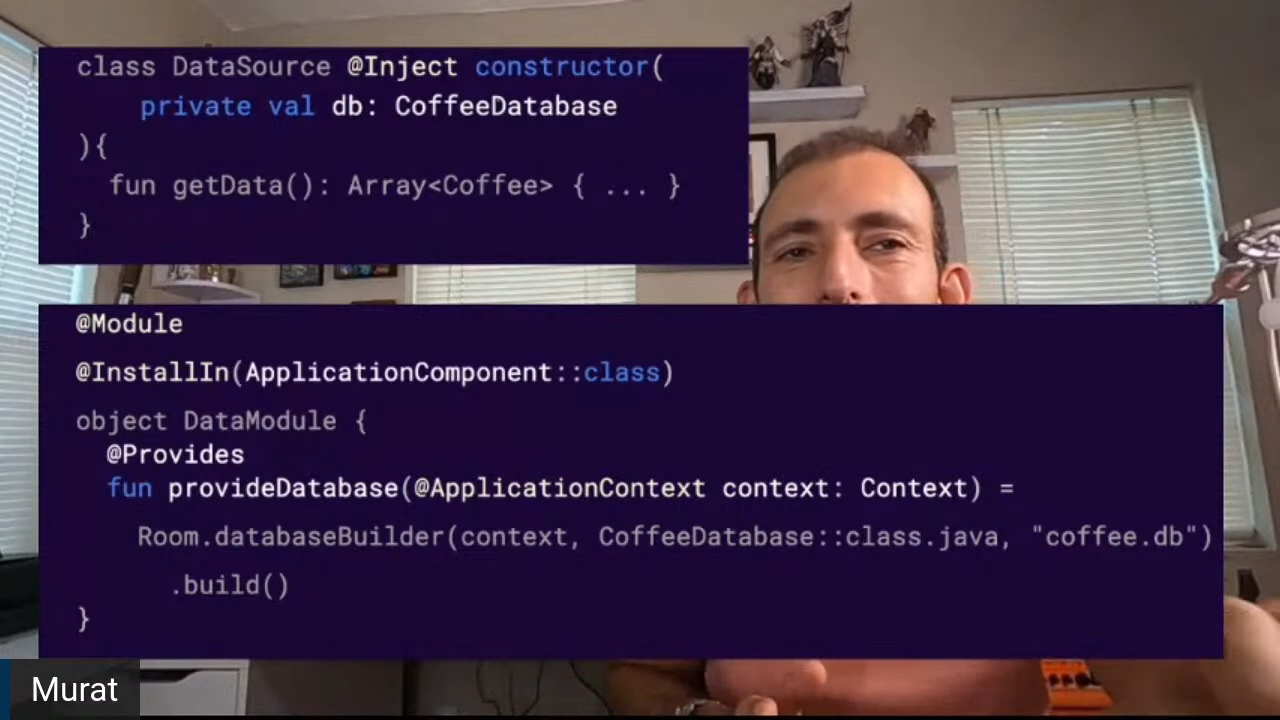 class DataSource @Inject constructor(
private val db: CoffeeDatabase
){
fun getData(): Array<Coffee> { ... }
}
@Module
@InstallIn(ApplicationComponent::class)
object DataModule {
@Provides
fun provideDatabase(@ApplicationContext context: Context) =
Room.databaseBuilder(context, CoffeeDatabase::class.java, "coffee.db")
.build()
}
Murat